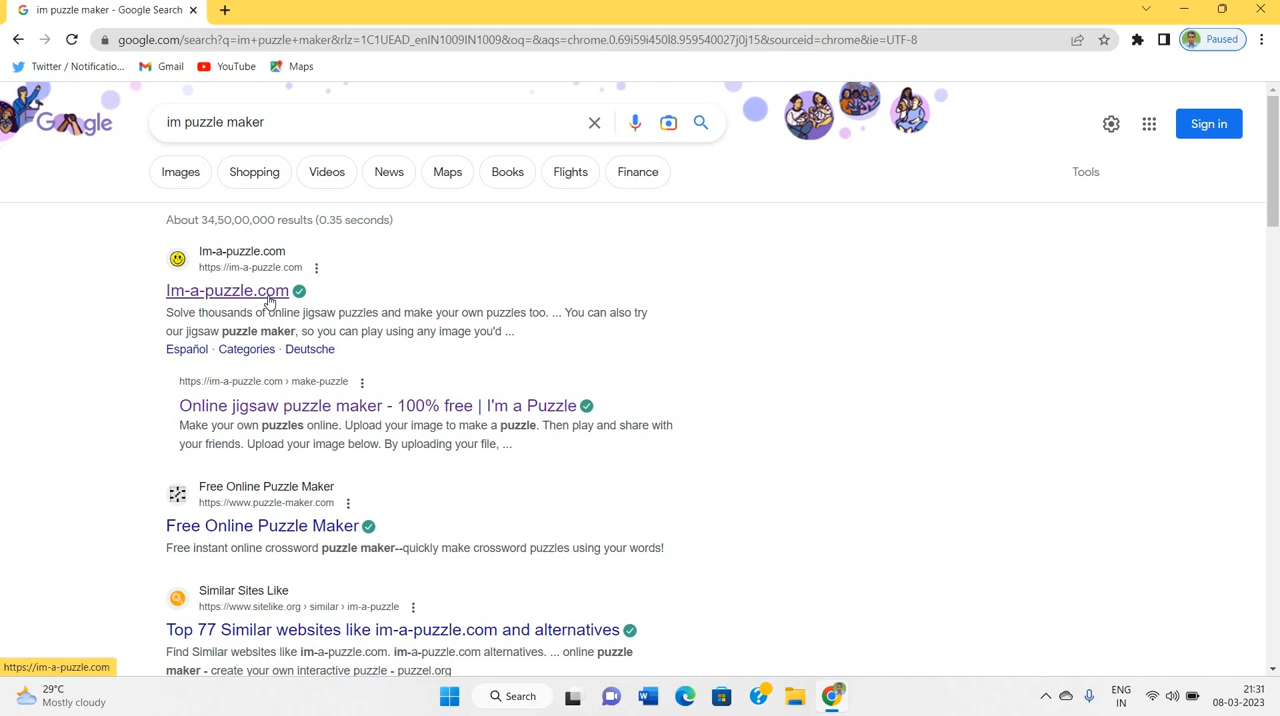 im puzzle maker - Google Search
google.com/search?q=im+puzzle+maker&rlz=1C1UEAD_enIN1009IN1009&oq=&aqs=chrome.0.69i59i450l8.959540027j0j15&sourceid=chrome&ie=UTF-8
Paused
Twitter / Notificatio...
Gmail
YouTube
Maps
Google
im puzzle maker
Sign in
Images
Shopping
Videos
News
Maps
Books
Flights
Finance
Tools
About 34,50,00,000 results (0.35 seconds)
Im-a-puzzle.com
https://im-a-puzzle.com
Im-a-puzzle.com
Solve thousands of online jigsaw puzzles and make your own puzzles too. ... You can also try
our jigsaw puzzle maker, so you can play using any image you'd ...
Español · Categories · Deutsche
https://im-a-puzzle.com › make-puzzle
Online jigsaw puzzle maker - 100% free | I'm a Puzzle
Make your own puzzles online. Upload your image to make a puzzle. Then play and share with
your friends. Upload your image below. By uploading your file, ...
Free Online Puzzle Maker
https://www.puzzle-maker.com
Free Online Puzzle Maker
Free instant online crossword puzzle maker--quickly make crossword puzzles using your words!
Similar Sites Like
https://www.sitelike.org › similar › im-a-puzzle
Top 77 Similar websites like im-a-puzzle.com and alternatives
Find Similar websites like im-a-puzzle.com. im-a-puzzle.com alternatives. ... online puzzle
maker - create your own interactive puzzle - puzzel.org
https://im-a-puzzle.com
29°C
Mostly cloudy
Search
ENG
IN
21:31
08-03-2023